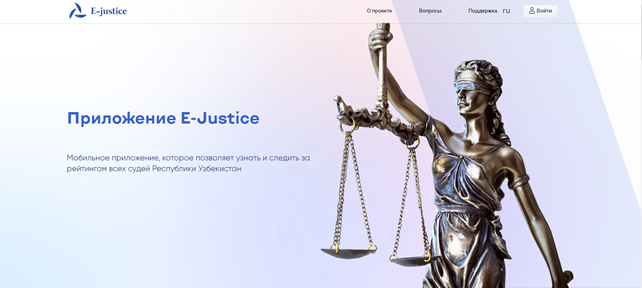 E-justice
О проекте
Вопросы
Поддержка
ru
Войти
Приложение E-Justice
Мобильное приложение, которое позволяет узнать и следить за
рейтингом всех судей Республики Узбекистан